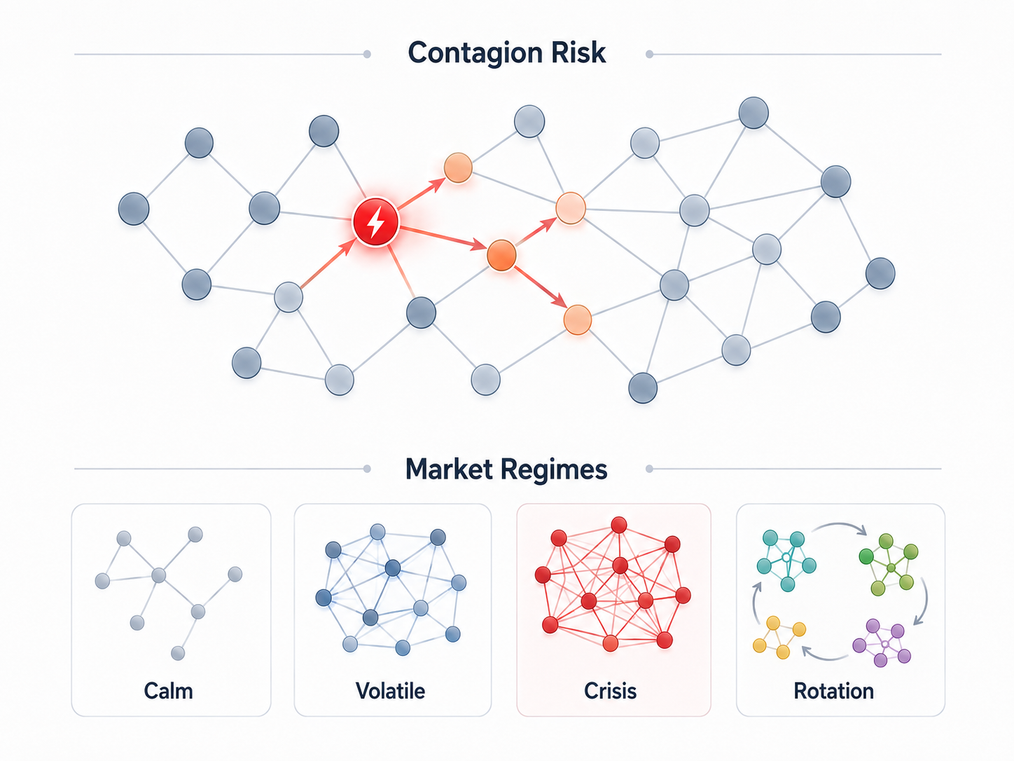 Contagion Risk
Market Regimes
Calm
Volatile
Crisis
Rotation